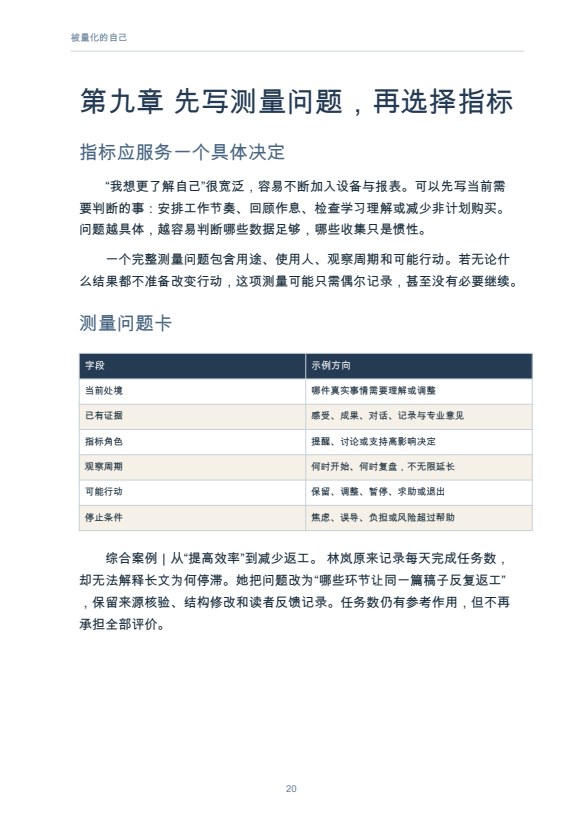 被量化的自己
第九章 先写测量问题，再选择指标
指标应服务一个具体决定
“我想更了解自己”很宽泛，容易不断加入设备与报表。可以先写当前需
要判断的事：安排工作节奏、回顾作息、检查学习理解或减少非计划购买。
问题越具体，越容易判断哪些数据足够，哪些收集只是惯性。
一个完整测量问题包含用途、使用人、观察周期和可能行动。若无论什
么结果都不准备改变行动，这项测量可能只需偶尔记录，甚至没有必要继续。
测量问题卡
字段 示例方向
当前处境 哪件真实事情需要理解或调整
已有证据 感受、成果、对话、记录与专业意见
指标角色 提醒、讨论或支持高影响决定
观察周期 何时开始、何时复盘，不无限延长
可能行动 保留、调整、暂停、求助或退出
停止条件 焦虑、误导、负担或风险超过帮助
综合案例 | 从“提高效率”到减少返工。 林岚原来记录每天完成任务数，
却无法解释长文为何停滞。她把问题改为“哪些环节让同一篇稿子反复返工”
，保留来源核验、结构修改和读者反馈记录。任务数仍有参考作用，但不再
承担全部评价。
20